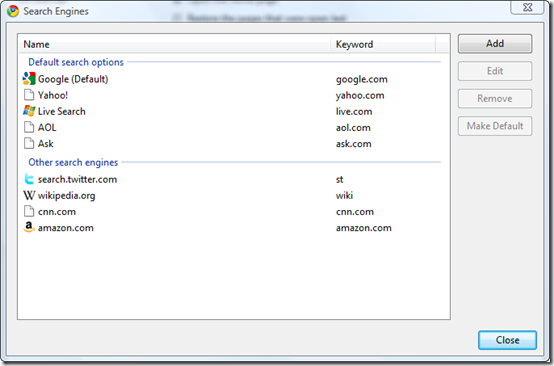 Search Engines
Name Keyword
Default search options
Google (Default) google.com
Yahoo! yahoo.com
Live Search live.com
AOL aol.com
Ask ask.com
Other search engines
search.twitter.com st
wikipedia.org wiki
cnn.com cnn.com
amazon.com amazon.com
Add
Edit
Remove
Make Default
Close